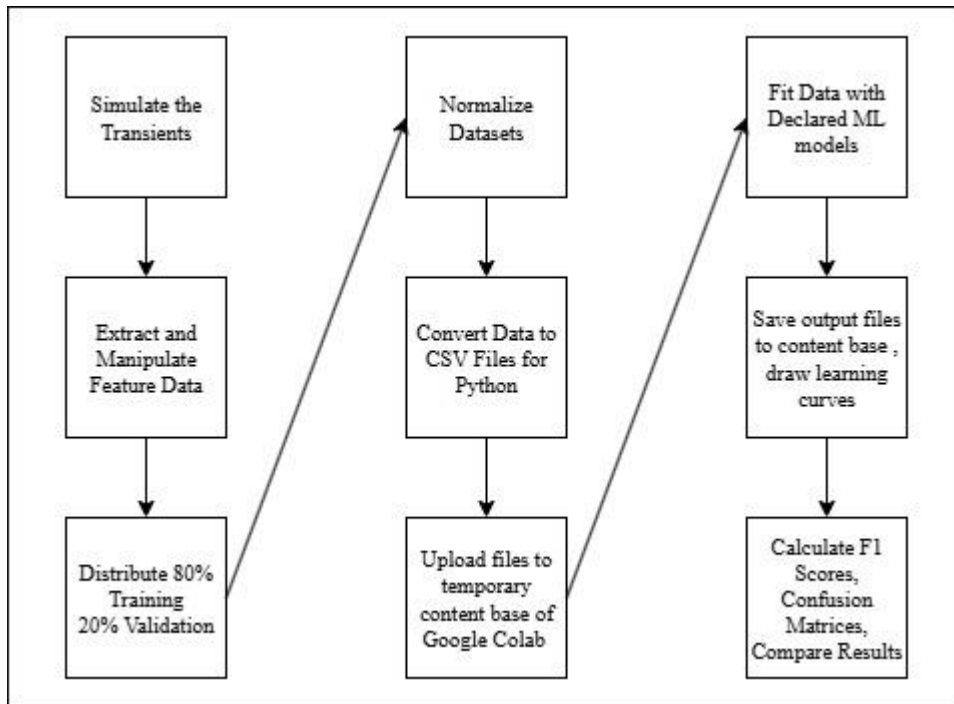 Simulate the
Transients
Extract and
Manipulate
Feature Data
Distribute 80%
Training
20% Validation
Normalize
Datasets
Convert Data to
CSV Files for
Python
Upload files to
temporary
content base of
Google Colab
Fit Data with
Declared ML
models
Save output files
to content base ,
draw learning
curves
Calculate F1
Scores,
Confusion
Matrices,
Compare Results